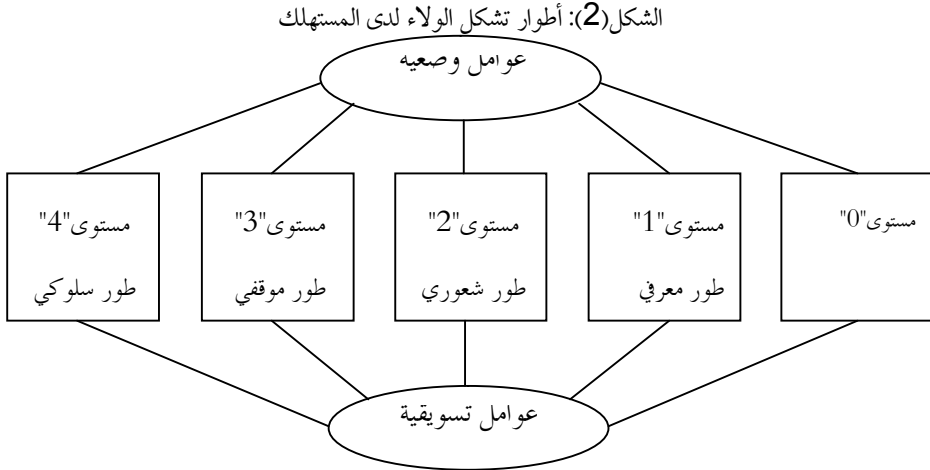 الشكل(2): أطوار تشكل الولاء لدى المستهلك
عوامل وصعيه
مستوى"0"
مستوى"1"
طور معرفي
مستوى"2"
طور شعوري
مستوى"3"
طور موقفي
مستوى"4"
طور سلوكي
عوامل تسويقية